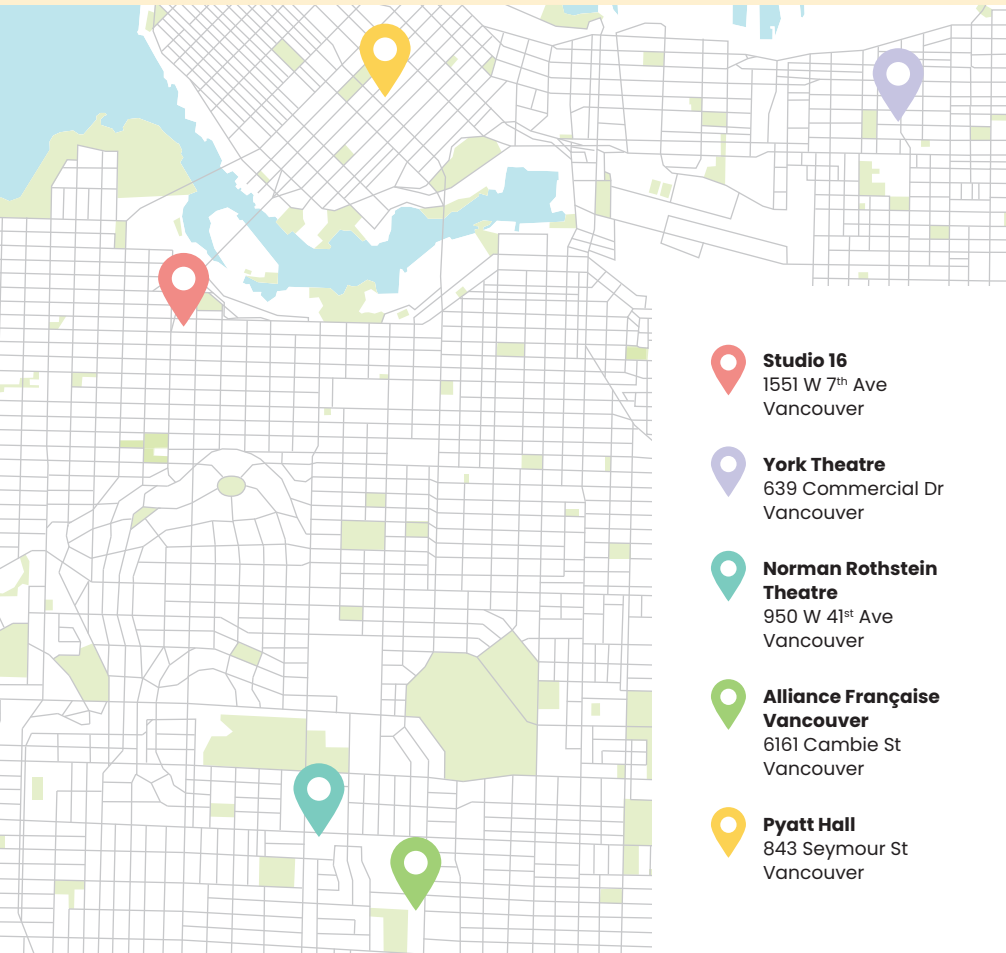 Studio 16
1551 W 7th Ave
Vancouver
York Theatre
639 Commercial Dr
Vancouver
Norman Rothstein
Theatre
950 W 41st Ave
Vancouver
Alliance Française
Vancouver
6161 Cambie St
Vancouver
Pyatt Hall
843 Seymour St
Vancouver